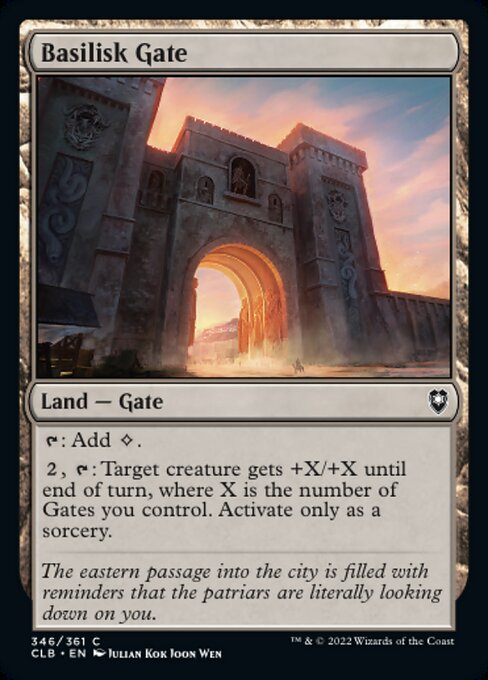 Basilisk Gate
Land — Gate
: Add .
2, : Target creature gets +X/+X until
end of turn, where X is the number of
Gates you control. Activate only as a
sorcery.
The eastern passage into the city is filled with
reminders that the patriars are literally looking
down on you.
346/361 C
CLB • EN Julian Kok Joon Wen
™ & © 2022 Wizards of the Coast